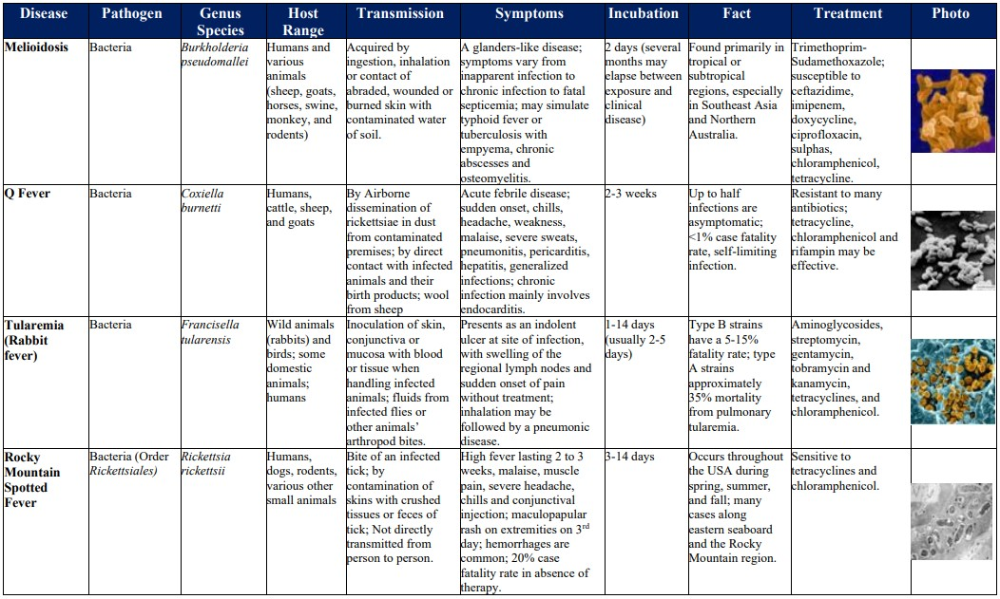 Disease
Pathogen
Genus
Species
Host
Range
Transmission
Symptoms
Incubation
Fact
Treatment
Photo
Melioidosis
Bacteria
Burkholderia
pseudomallei
Humans and
various
animals
(sheep, goats,
horses, swine,
monkey, and
rodents)
Acquired by
ingestion, inhalation
or contact of
abraded, wounded or
burned skin with
contaminated water
of soil.
A glanders-like disease;
symptoms vary from
inapparent infection to
chronic infection to fatal
septicemia; may simulate
typhoid fever or
tuberculosis with
empyema, chronic
abscesses and
osteomyelitis.
2 days (several
months may
elapse between
exposure and
clinical
disease)
Found primarily in
tropical or
subtropical
regions, especially
in Southeast Asia
and Northern
Australia.
Trimethoprim-
Sudamethoxazole;
susceptible to
ceftazidime,
imipenem,
doxycycline,
ciprofloxacin,
sulphas,
chloramphenicol,
tetracycline.
Q Fever
Bacteria
Coxiella
burnetti
Humans,
cattle, sheep,
and goats
By Airborne
dissemination of
rickettsiae in dust
from contaminated
premises; by direct
contact with infected
animals and their
birth products; wool
from sheep
Acute febrile disease;
sudden onset, chills,
headache, weakness,
malaise, severe sweats,
pneumonitis, pericarditis,
hepatitis, generalized
infections; chronic
infection mainly involves
endocarditis.
2-3 weeks
Up to half
infections are
asymptomatic;
<1% case fatality
rate, self-limiting
infection.
Resistant to many
antibiotics;
tetracycline,
chloramphenicol and
rifampin may be
effective.
Tularemia
(Rabbit
fever)
Bacteria
Francisella
tularensis
Wild animals
(rabbits) and
birds; some
domestic
animals;
humans
Inoculation of skin,
conjunctiva or
mucosa with blood
or tissue when
handling infected
animals; fluids from
infected flies or
other animals'
arthropod bites.
Presents as an indolent
ulcer at site of infection,
with swelling of the
regional lymph nodes and
sudden onset of pain
without treatment;
inhalation may be
followed by a pneumonic
disease.
1-14 days
(usually 2-5
days)
Type B strains
have a 5-15%
fatality rate; type
A strains
approximately
35% mortality
from pulmonary
tularemia.
Aminoglycosides,
streptomycin,
gentamycin,
tobramycin and
kanamycin,
tetracyclines, and
chloramphenicol.
Rocky
Mountain
Spotted
Fever
Bacteria (Order
Rickettsiales)
Rickettsia
rickettsii
Humans,
dogs, rodents,
various other
small animals
Bite of an infected
tick; by
contamination of
skins with crushed
tissues or feces of
tick; Not directly
transmitted from
person to person.
High fever lasting 2 to 3
weeks, malaise, muscle
pain, severe headache,
chills and conjunctival
injection; maculopapular
rash on extremities on 3rd
day; hemorrhages are
common; 20% case
fatality rate in absence of
therapy.
3-14 days
Occurs throughout
the USA during
spring, summer,
and fall; many
cases along
eastern seaboard
and the Rocky
Mountain region.
Sensitive to
tetracyclines and
chloramphenicol.